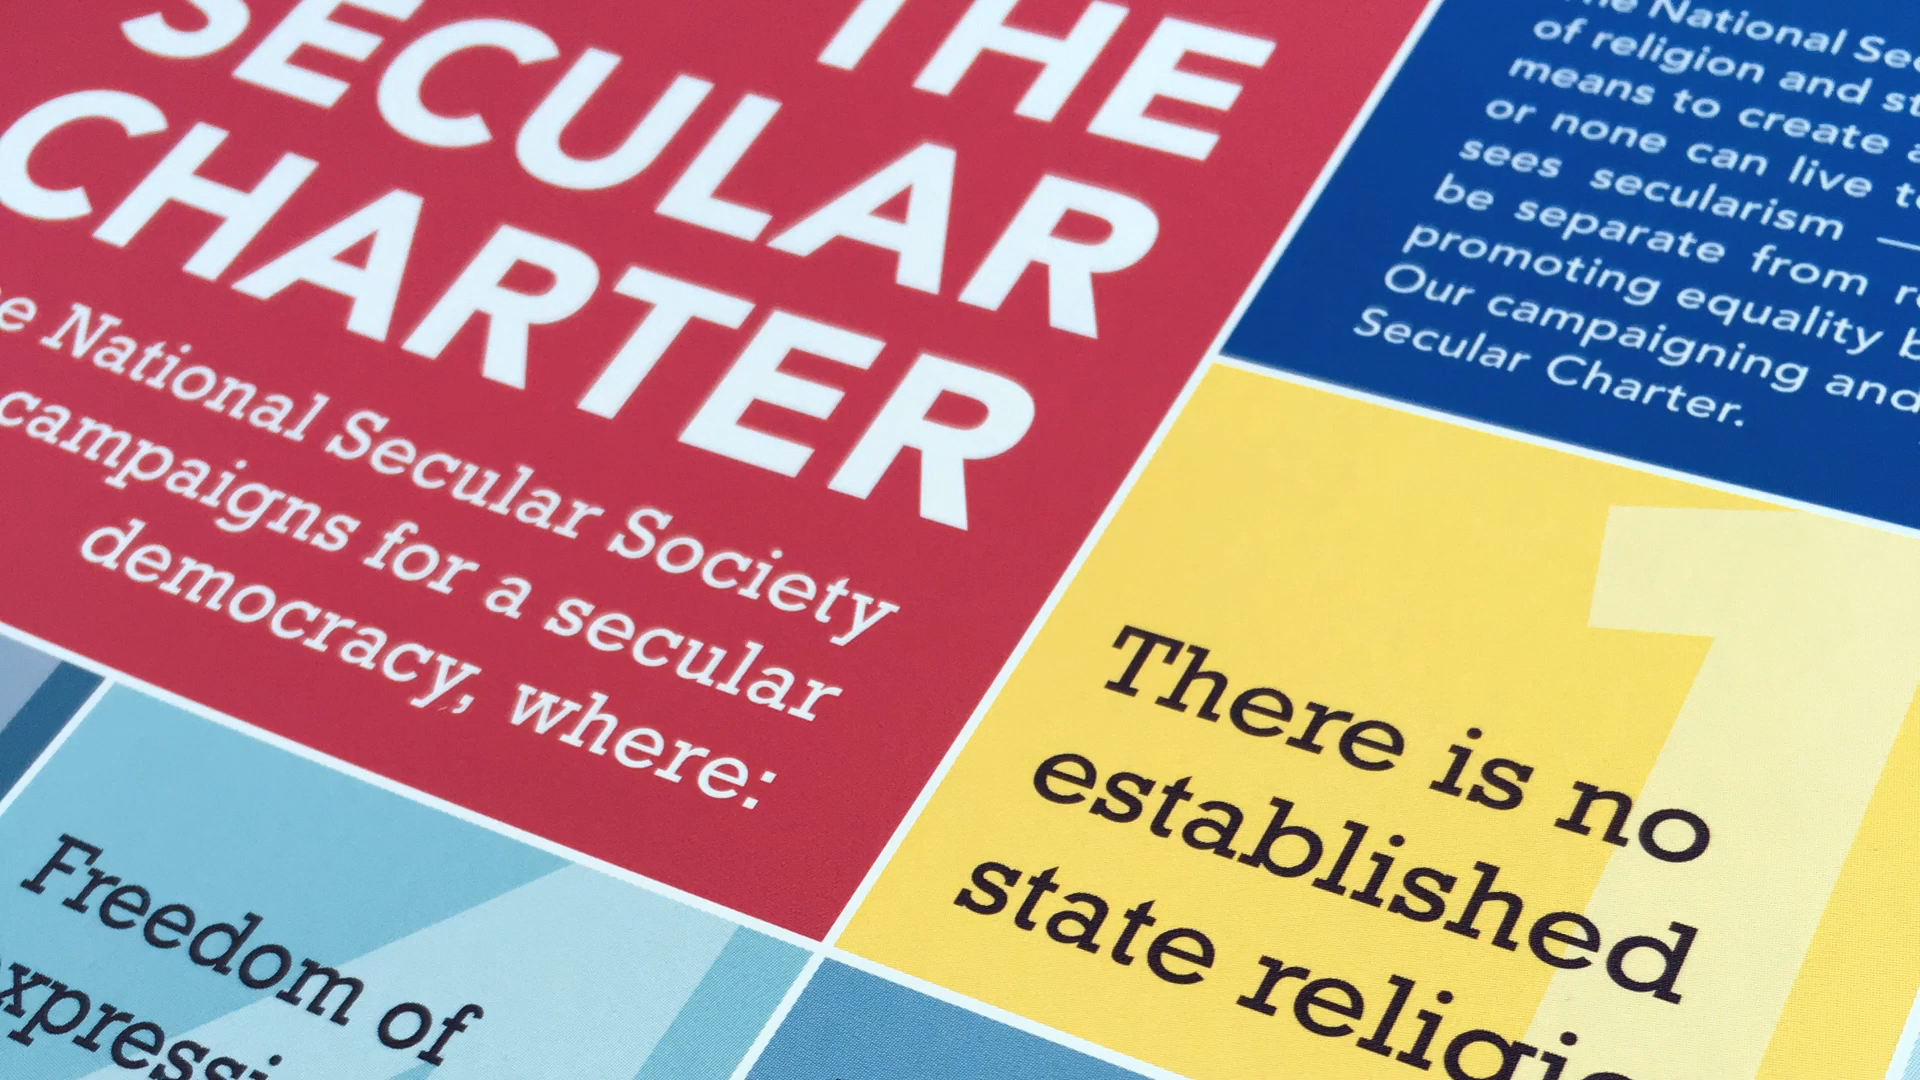 THE
SECULAR
CHARTER
National Secular Society
campaigns for a secular
democracy, where:
National
of religion and
means to create
or none can live
sees secularism —
be separate from
promoting equality
Our campaigning and
Secular Charter.
1
There is no
established
state
Freedom of